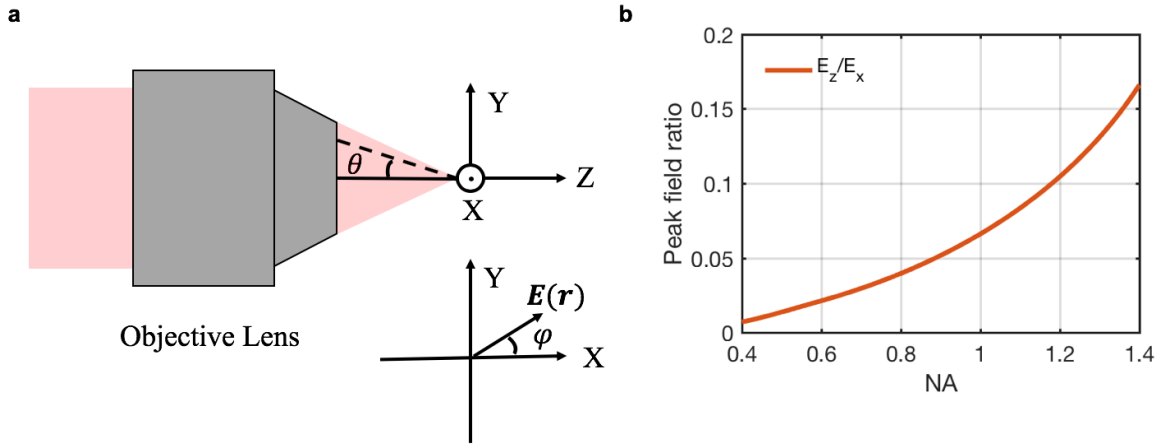 a
Y
θ
Z
X
Objective Lens
Y
E(r)
φ
X
b
0.2
E_z/E_x
0.15
Peak field ratio
0.1
0.05
0
0.4 0.6 0.8 1 1.2 1.4
NA